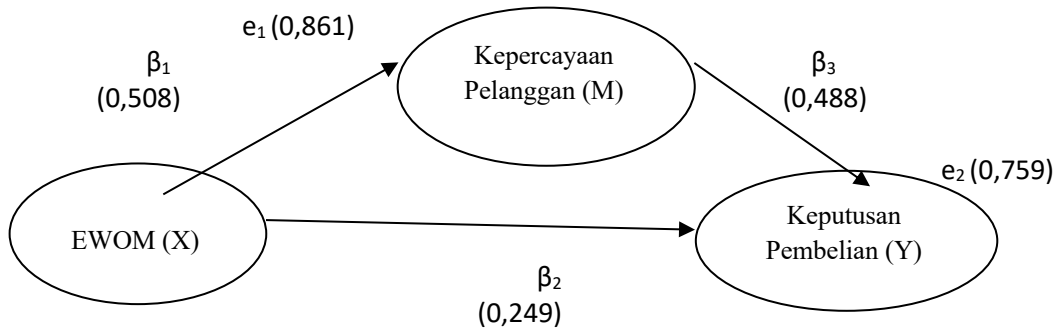 e₁ (0,861)
β₁
(0,508)
Kepercayaan
Pelanggan (M)
β₃
(0,488)
e₂ (0,759)
EWOM (X)
Keputusan
Pembelian (Y)
β₂
(0,249)